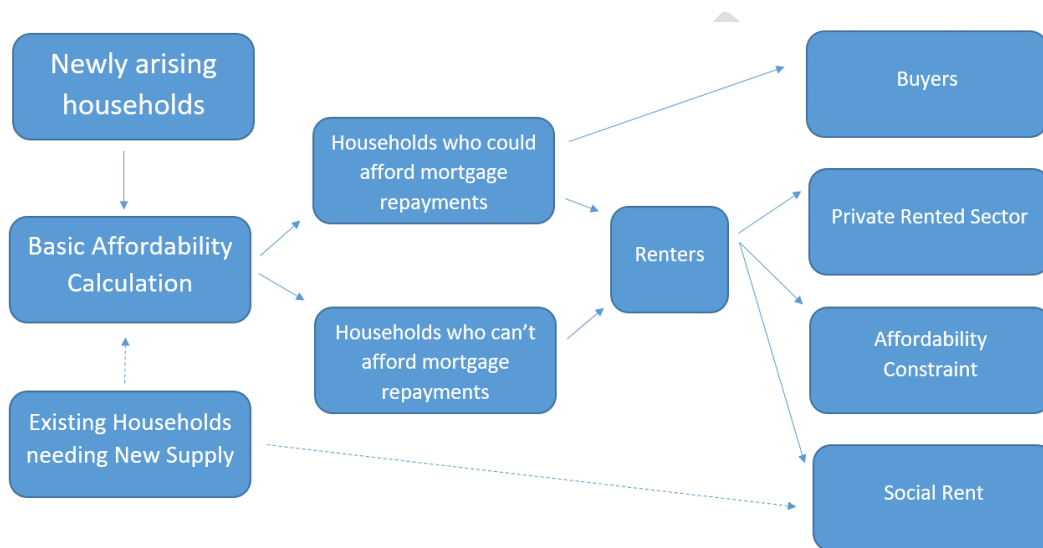 Newly arising
households
Basic Affordability
Calculation
Existing Households
needing New Supply
Households who could
afford mortgage
repayments
Households who can't
afford mortgage
repayments
Renters
Buyers
Private Rented Sector
Affordability
Constraint
Social Rent